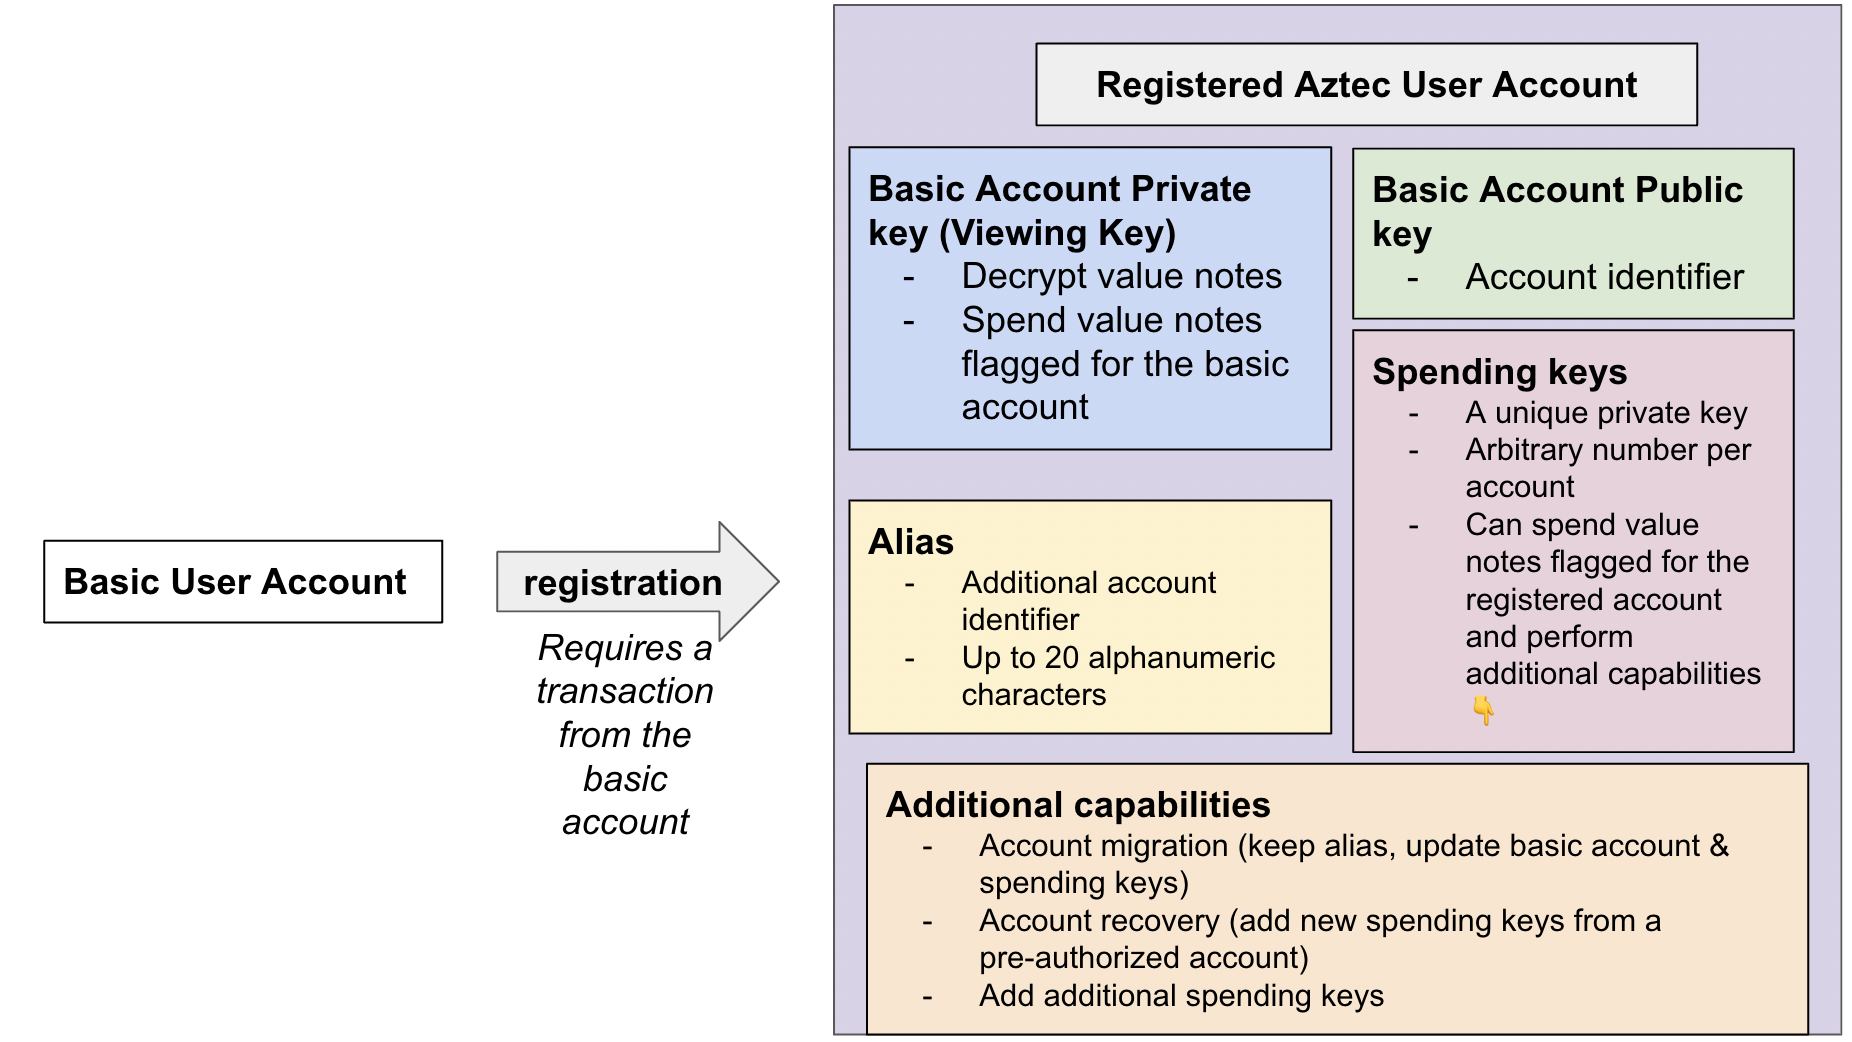 Basic User Account
registration
Requires a
transaction
from the
basic
account
Registered Aztec User Account
Basic Account Private
key (Viewing Key)
- Decrypt value notes
- Spend value notes
flagged for the basic
account
Basic Account Public
key
- Account identifier
Alias
- Additional account
identifier
- Up to 20 alphanumeric
characters
Spending keys
- A unique private key
- Arbitrary number per
account
- Can spend value
notes flagged for the
registered account
and perform
additional capabilities
👇
Additional capabilities
- Account migration (keep alias, update basic account &
spending keys)
- Account recovery (add new spending keys from a
pre-authorized account)
- Add additional spending keys